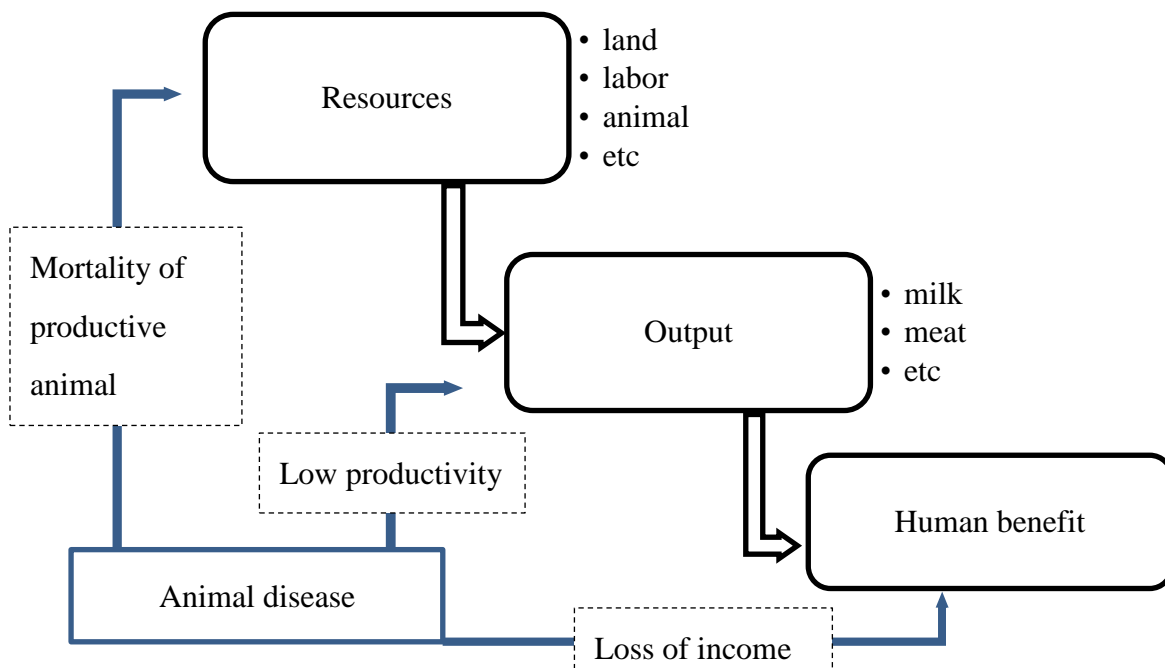 Resources
• land
• labor
• animal
• etc
Mortality of
productive
animal
Output
• milk
• meat
• etc
Low productivity
Human benefit
Animal disease
Loss of income